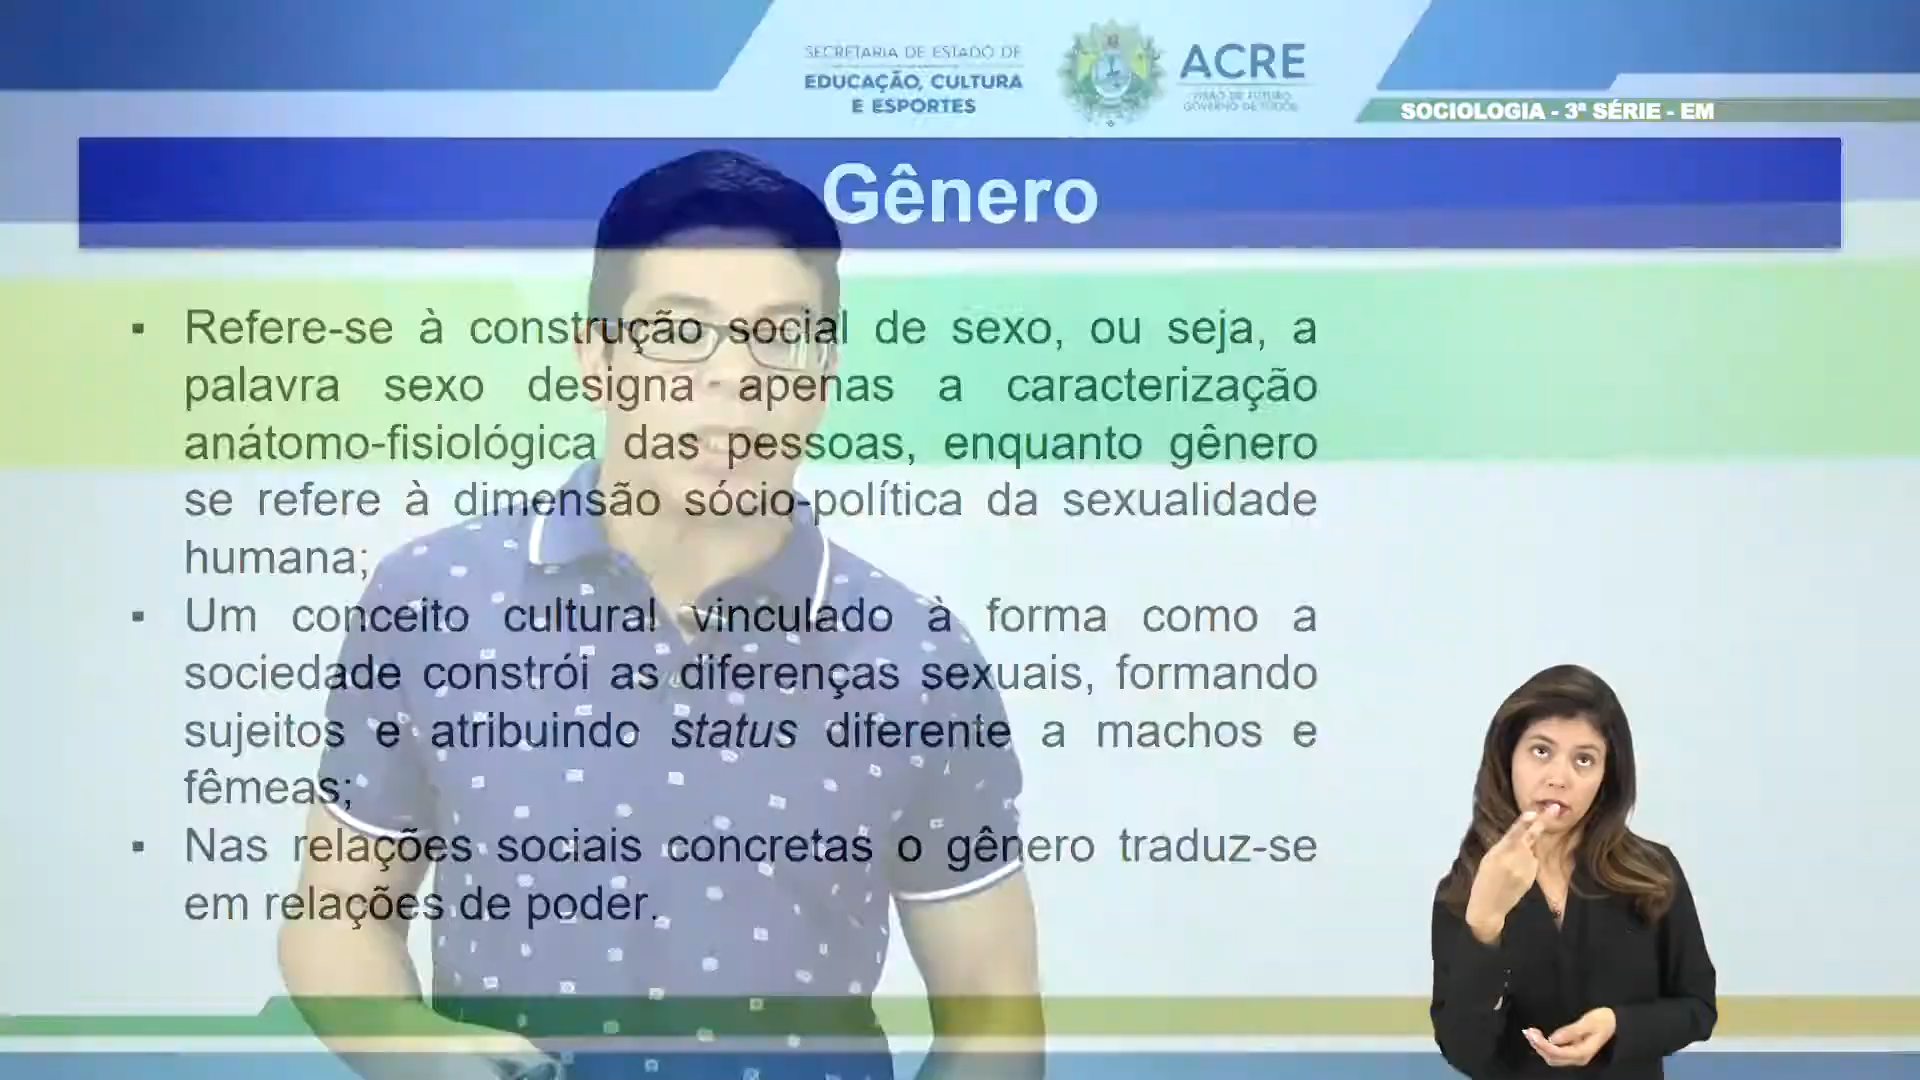 SECRETARIA DE ESTADO DE
EDUCAÇÃO, CULTURA
E ESPORTES
ACRE
GOVERNO DE TODOS
SOCIOLOGIA - 3ª SÉRIE - EM
Gênero
▪ Refere-se à construção social de sexo, ou seja, a
palavra sexo designa apenas a caracterização
anátomo-fisiológica das pessoas, enquanto gênero
se refere à dimensão sócio-política da sexualidade
humana;
▪ Um conceito cultural vinculado à forma como a
sociedade constrói as diferenças sexuais, formando
sujeitos e atribuindo status diferente a machos e
fêmeas;
▪ Nas relações sociais concretas o gênero traduz-se
em relações de poder.